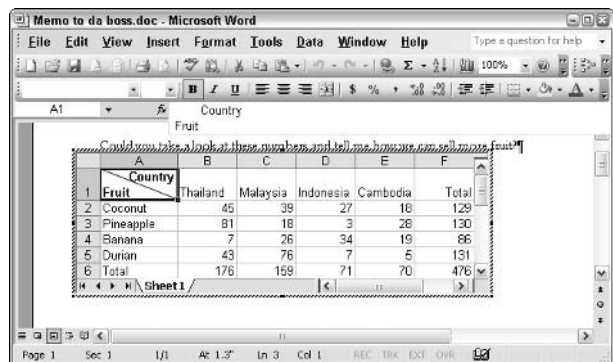 Memo to da boss.doc - Microsoft Word
File Edit View Insert Format Tools Data Window Help Type a question for help
100%
B I U $ % ,
A1 fx Country
Fruit
Could you take a look at these numbers and tell me how we can sell more fruit?¶
A B C D E F
Country
1 Fruit Thailand Malaysia Indonesia Cambodia Total
2 Coconut 45 39 27 18 129
3 Pineapple 81 18 3 28 130
4 Banana 7 26 34 19 86
5 Durian 43 76 7 5 131
6 Total 176 159 71 70 476
Sheet1
Page 1 Sec 1 1/1 At 1.3" Ln 3 Col 1 REC TRK EXT OVR